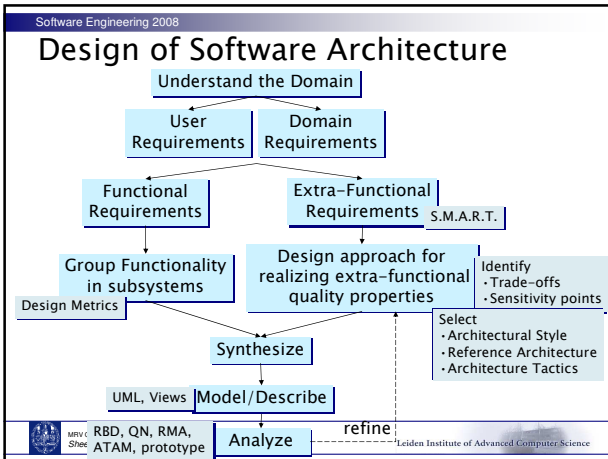 Software Engineering 2008
Design of Software Architecture
Understand the Domain
User
Requirements
Domain
Requirements
Functional
Requirements
Extra-Functional
Requirements
S.M.A.R.T.
Group Functionality
in subsystems
Design Metrics
Design approach for
realizing extra-functional
quality properties
Identify
• Trade-offs
• Sensitivity points
Select
• Architectural Style
• Reference Architecture
• Architecture Tactics
Synthesize
UML, Views
Model/Describe
RBD, QN, RMA,
ATAM, prototype
Analyze
refine
MRV
Leiden Institute of Advanced Computer Science